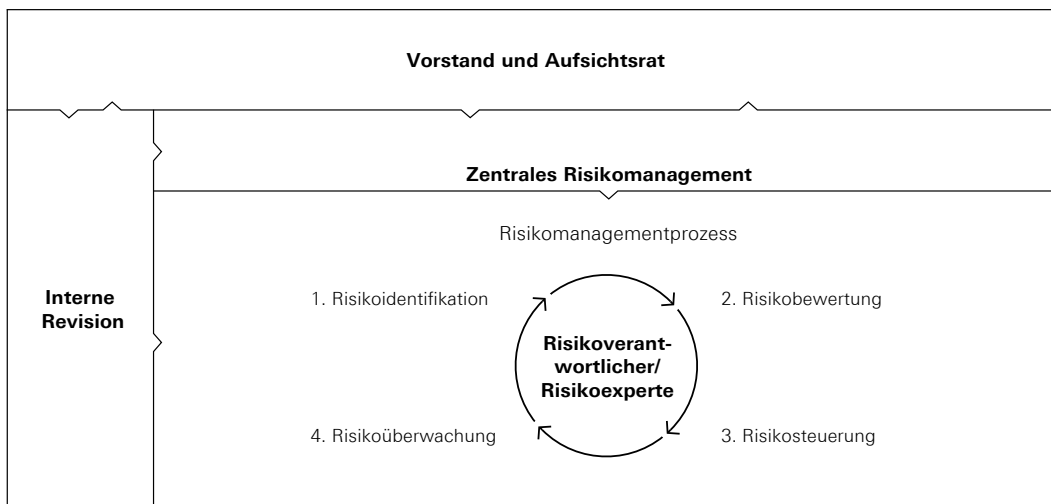 Vorstand und Aufsichtsrat
Zentrales Risikomanagement
Risikomanagementprozess
Interne
Revision
1. Risikoidentifikation
2. Risikobewertung
Risikoverant-
wortlicher/
Risikoexperte
4. Risikoüberwachung
3. Risikosteuerung